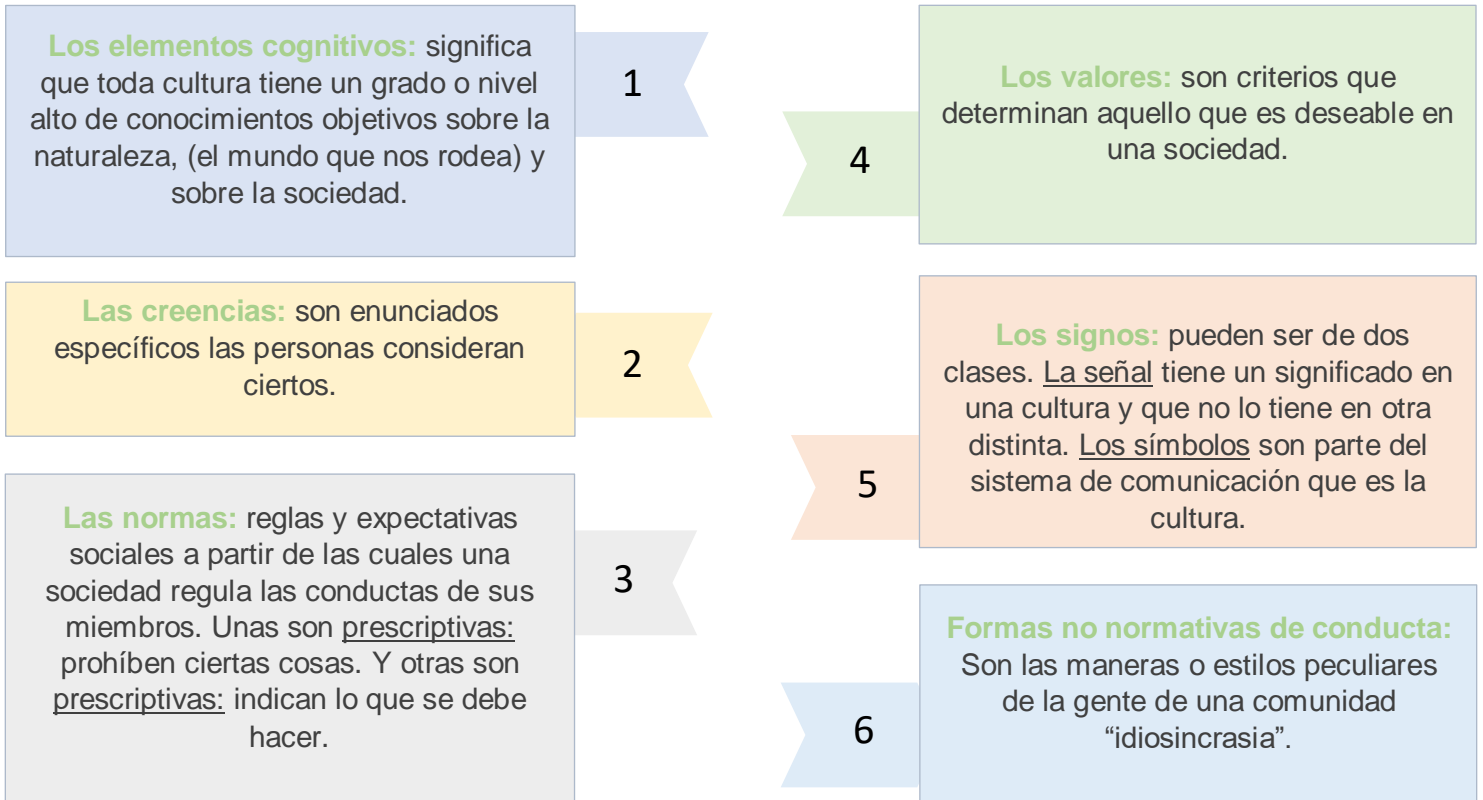 Los elementos cognitivos: significa
que toda cultura tiene un grado o nivel
alto de conocimientos objetivos sobre la
naturaleza, (el mundo que nos rodea) y
sobre la sociedad.
1
Las creencias: son enunciados
específicos las personas consideran
ciertos.
2
Las normas: reglas y expectativas
sociales a partir de las cuales una
sociedad regula las conductas de sus
miembros. Unas son prescriptivas:
prohíben ciertas cosas. Y otras son
prescriptivas: indican lo que se debe
hacer.
3
Los valores: son criterios que
determinan aquello que es deseable en
una sociedad.
4
Los signos: pueden ser de dos
clases. La señal tiene un significado en
una cultura y que no lo tiene en otra
distinta. Los símbolos son parte del
sistema de comunicación que es la
cultura.
5
Formas no normativas de conducta:
Son las maneras o estilos peculiares
de la gente de una comunidad
“idiosincrasia”.
6